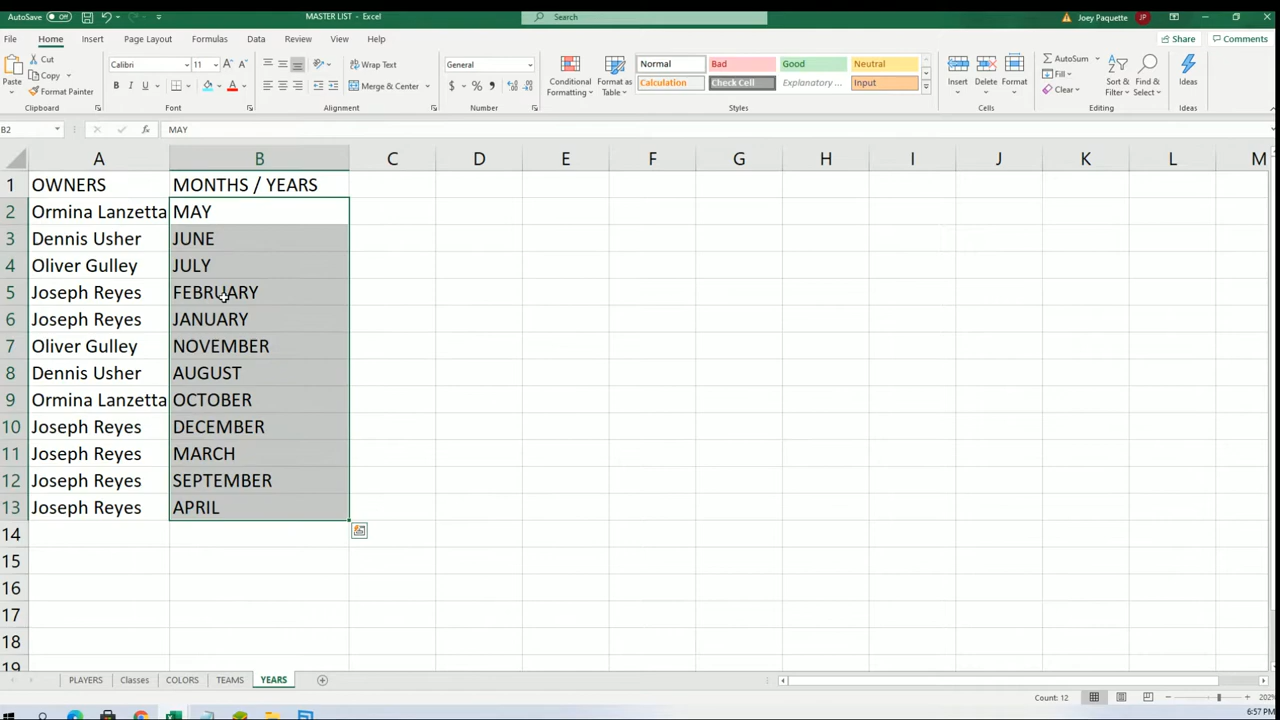 AutoSave Off MASTER LIST - Excel Search Joey Paquette JP
File Home Insert Page Layout Formulas Data Review View Help Share Comments
Paste Cut Copy Format Painter Clipboard
Calibri 11 A A B I U A Font
Wrap Text Merge & Center Alignment
General $ % Number
Conditional Formatting Format as Table
Normal Bad Good Neutral
Calculation Check Cell Explanatory ... Input
Styles
Insert Delete Format Cells
AutoSum Fill Clear Sort & Filter Find & Select Editing
Ideas Ideas
B2 fx MAY
A B C D E F G H I J K L M
1 OWNERS MONTHS / YEARS
2 Ormina Lanzetta MAY
3 Dennis Usher JUNE
4 Oliver Gulley JULY
5 Joseph Reyes FEBRUARY
6 Joseph Reyes JANUARY
7 Oliver Gulley NOVEMBER
8 Dennis Usher AUGUST
9 Ormina Lanzetta OCTOBER
10 Joseph Reyes DECEMBER
11 Joseph Reyes MARCH
12 Joseph Reyes SEPTEMBER
13 Joseph Reyes APRIL
14
15
16
17
18
19
PLAYERS Classes COLORS TEAMS YEARS
Count: 12 202%
6:57 PM